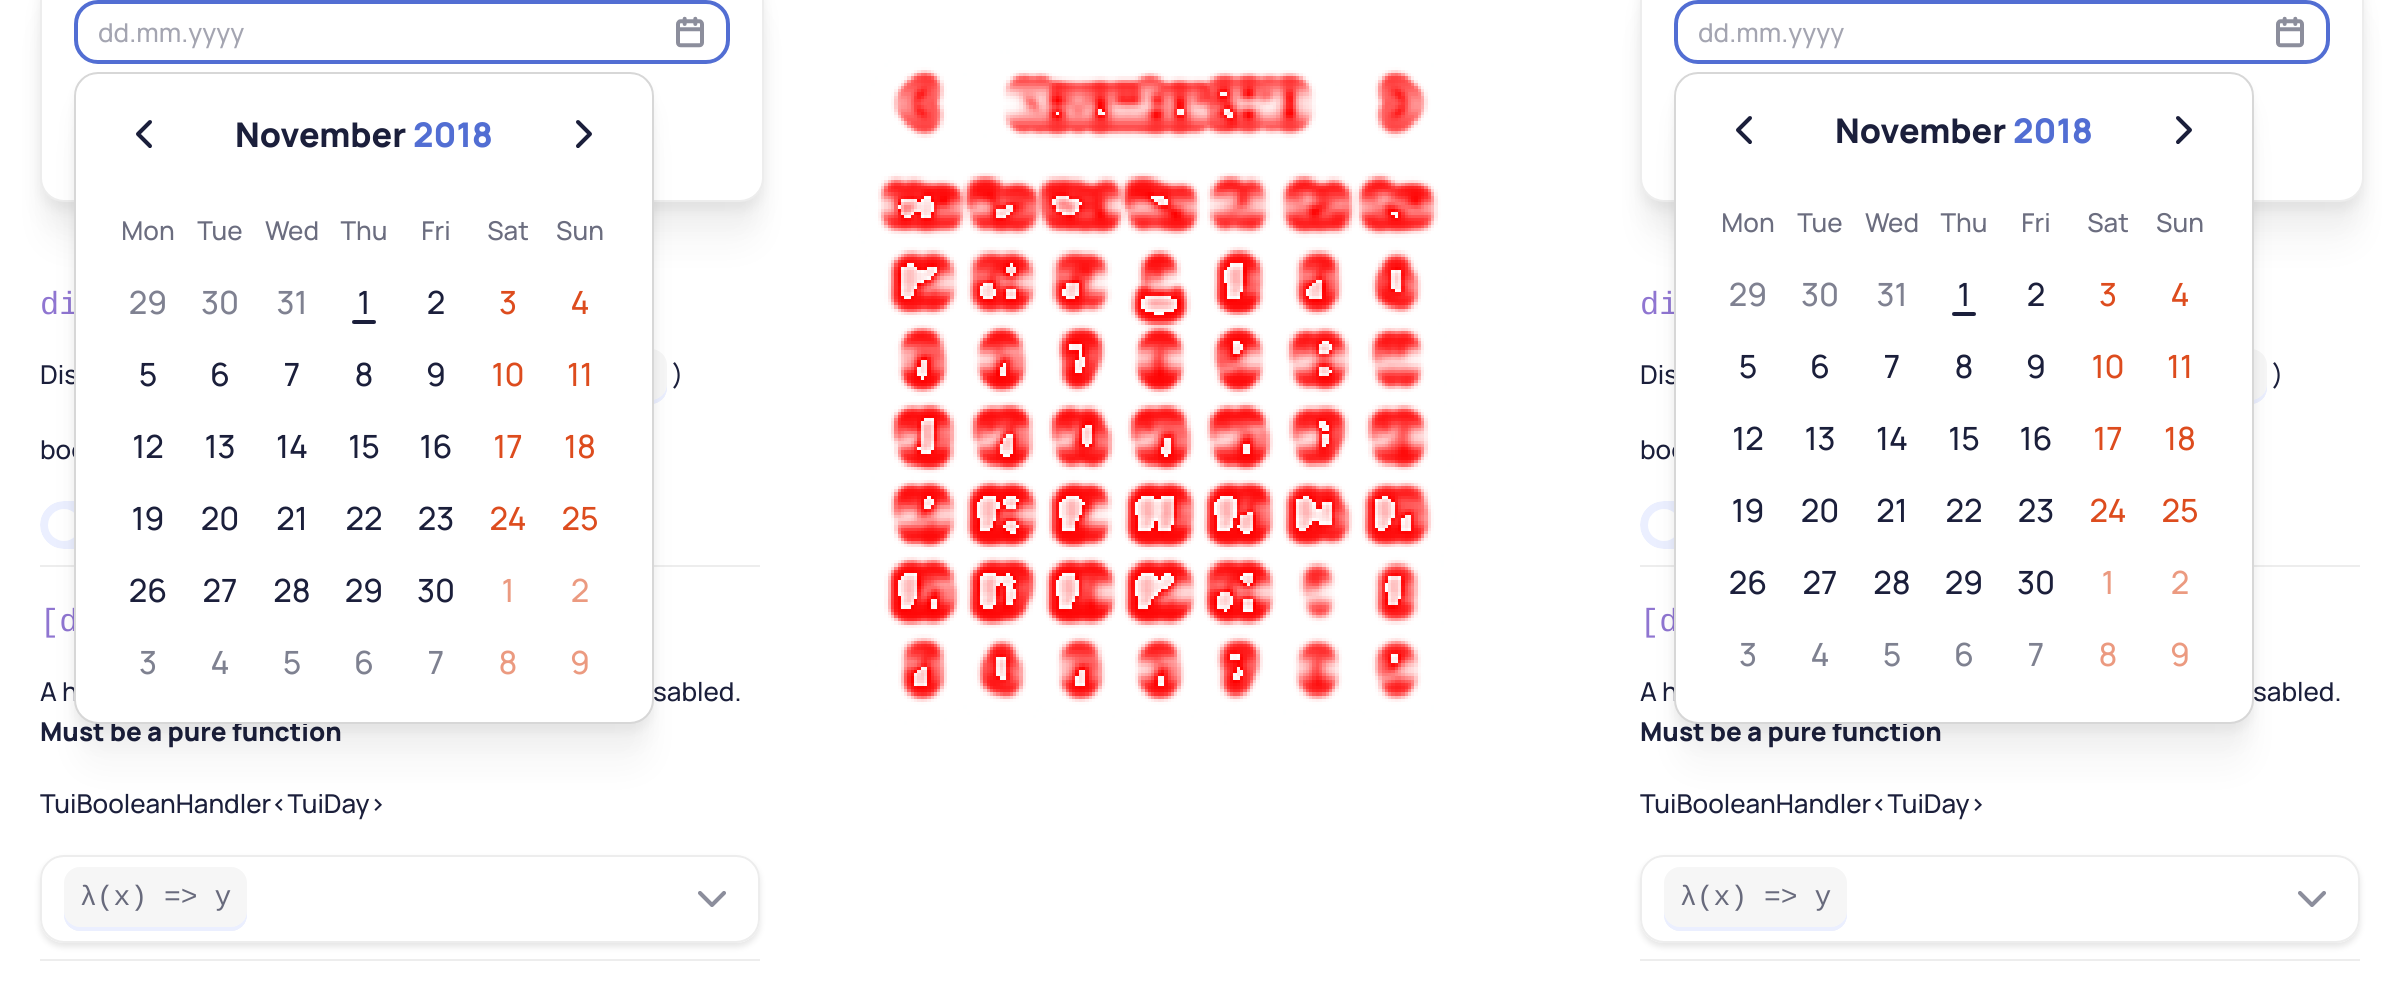 dd.mm.yyyy
November 2018
Mon Tue Wed Thu Fri Sat Sun
29 30 31 1 2 3 4
5 6 7 8 9 10 11
12 13 14 15 16 17 18
19 20 21 22 23 24 25
26 27 28 29 30 1 2
3 4 5 6 7 8 9
di
Dis )
[d
A h sabled.
Must be a pure function
TuiBooleanHandler<TuiDay>
λ(x) => y
dd.mm.yyyy
November 2018
Mon Tue Wed Thu Fri Sat Sun
29 30 31 1 2 3 4
5 6 7 8 9 10 11
12 13 14 15 16 17 18
19 20 21 22 23 24 25
26 27 28 29 30 1 2
3 4 5 6 7 8 9
di
Dis )
[d
A h sabled.
Must be a pure function
TuiBooleanHandler<TuiDay>
λ(x) => y